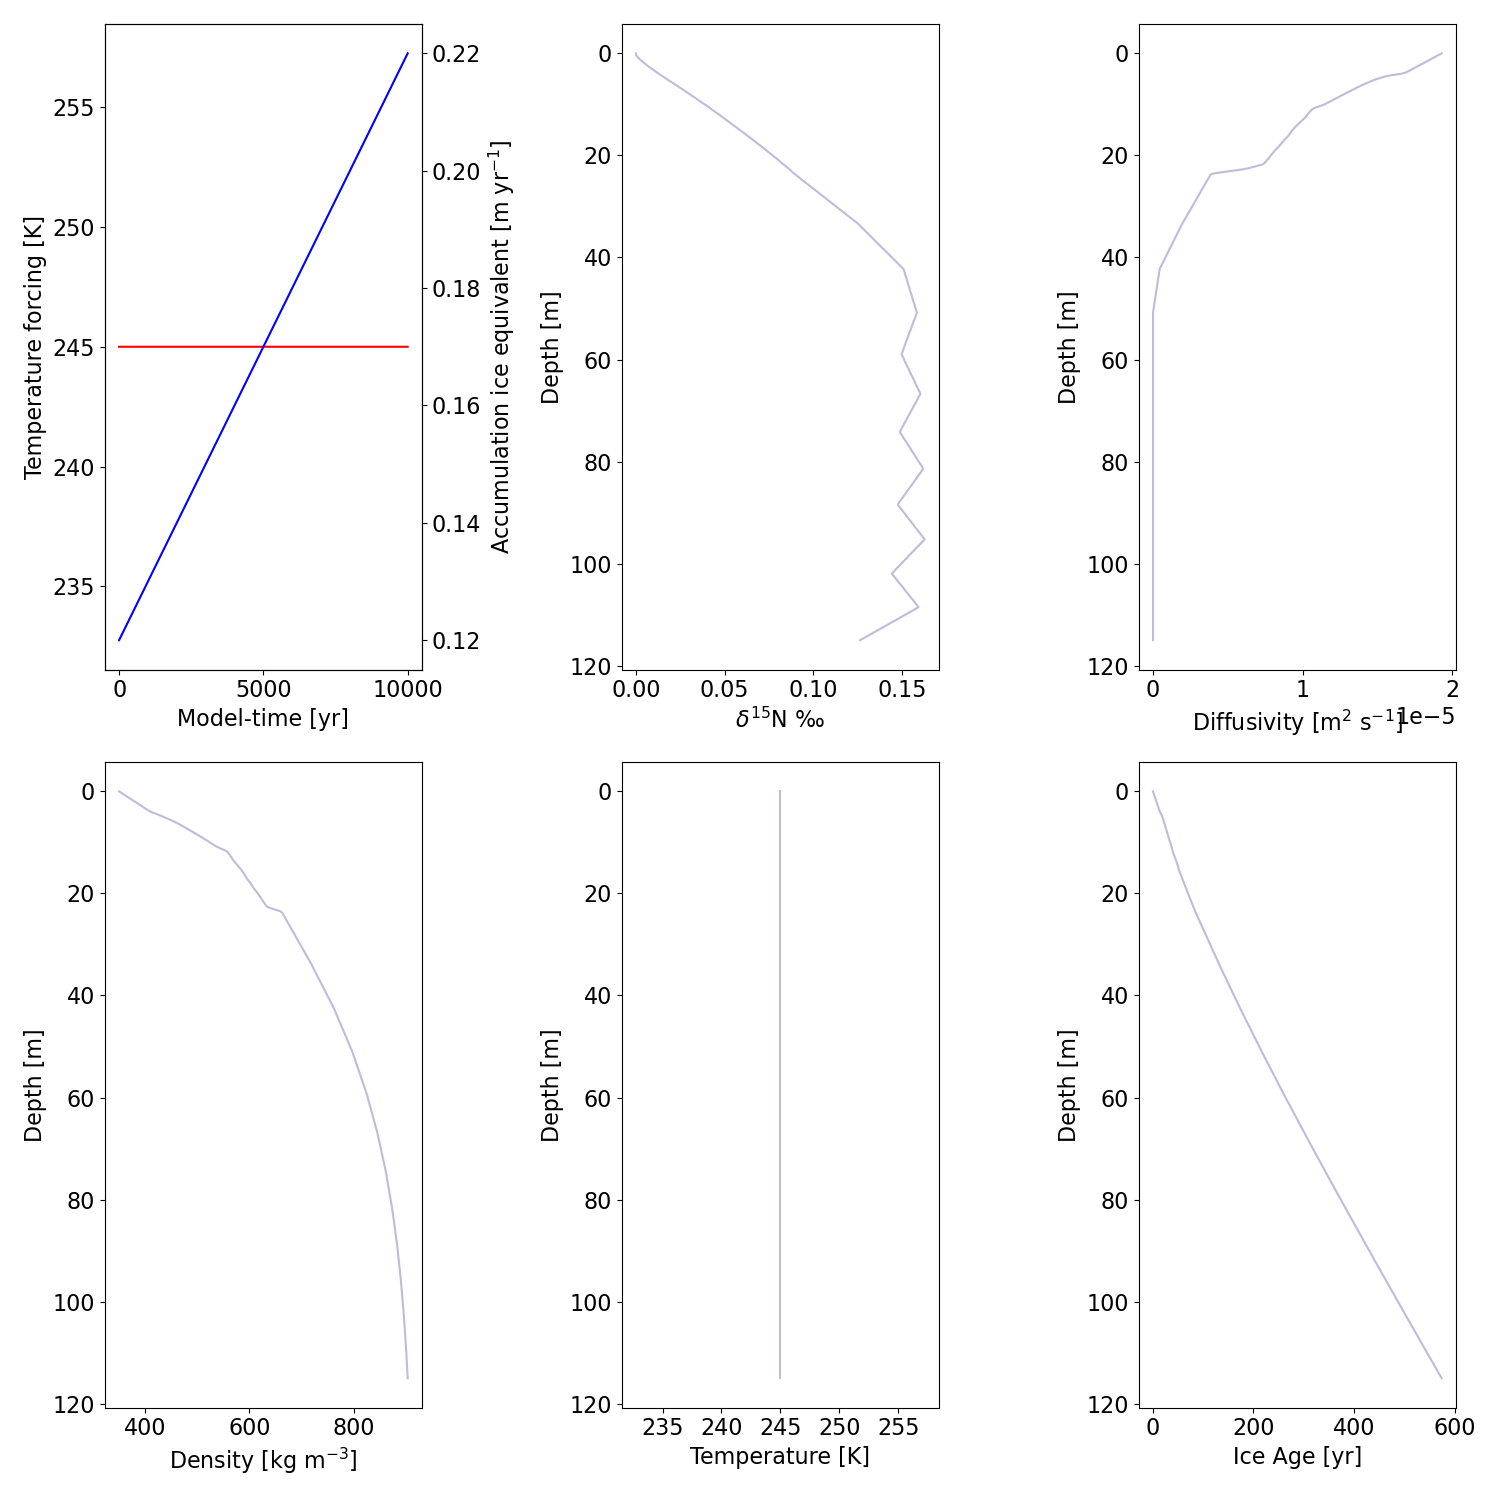 Temperature forcing [K]
255
250
245
240
235
0 5000 10000
Model-time [yr]
0.22
0.20
0.18
0.16
0.14
0.12
Accumulation ice equivalent [m yr⁻¹]
Depth [m]
0
20
40
60
80
100
120
0.00 0.05 0.10 0.15
δ¹⁵N ‰
Depth [m]
0
20
40
60
80
100
120
0 1 2
Diffusivity [m² s⁻¹]
1e−5
Depth [m]
0
20
40
60
80
100
120
400 600 800
Density [kg m⁻³]
Depth [m]
0
20
40
60
80
100
120
235 240 245 250 255
Temperature [K]
Depth [m]
0
20
40
60
80
100
120
0 200 400 600
Ice Age [yr]